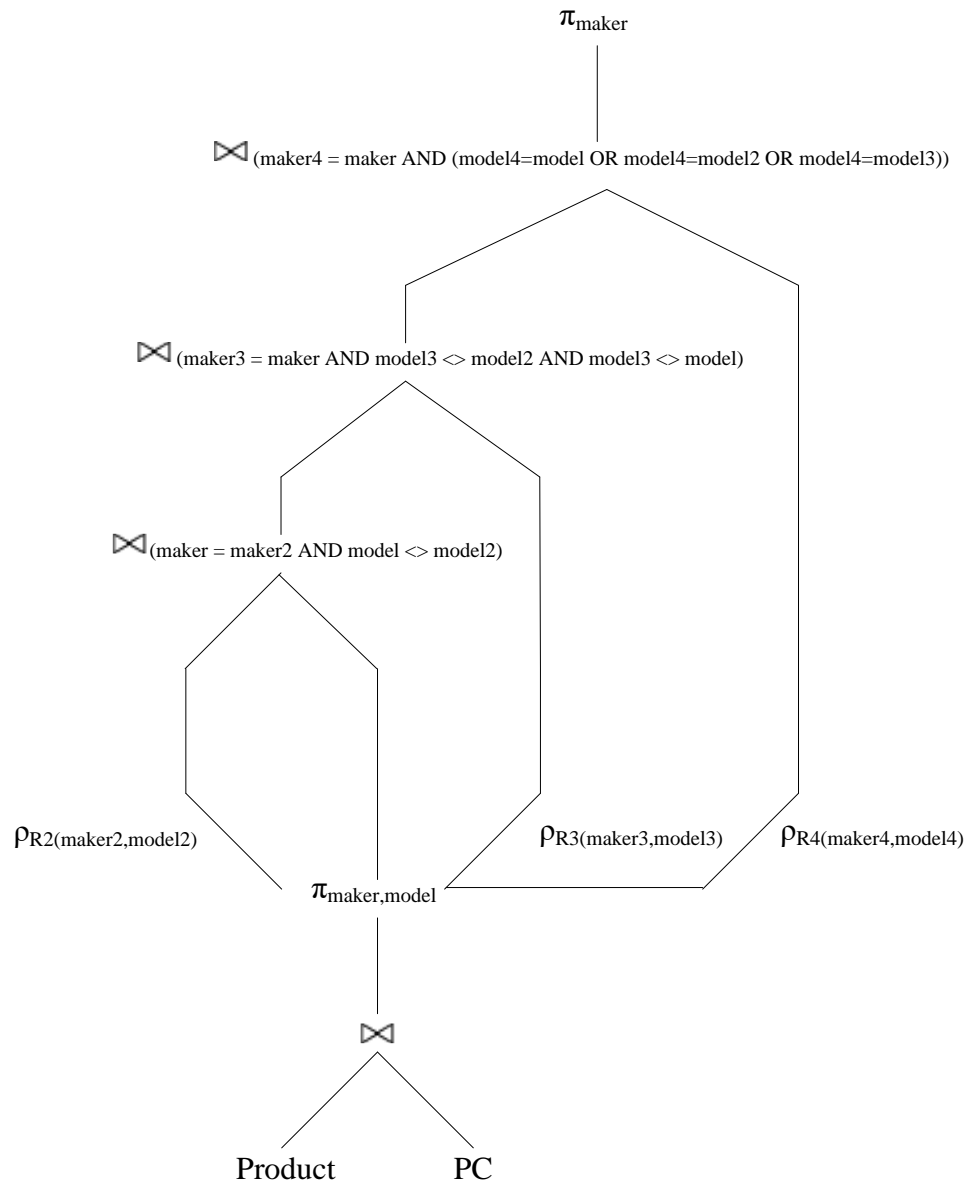 π maker
⋈ (maker4 = maker AND (model4=model OR model4=model2 OR model4=model3))
⋈ (maker3 = maker AND model3 <> model2 AND model3 <> model)
⋈ (maker = maker2 AND model <> model2)
ρR2(maker2,model2) ρR3(maker3,model3) ρR4(maker4,model4)
πmaker,model
⋈
Product PC